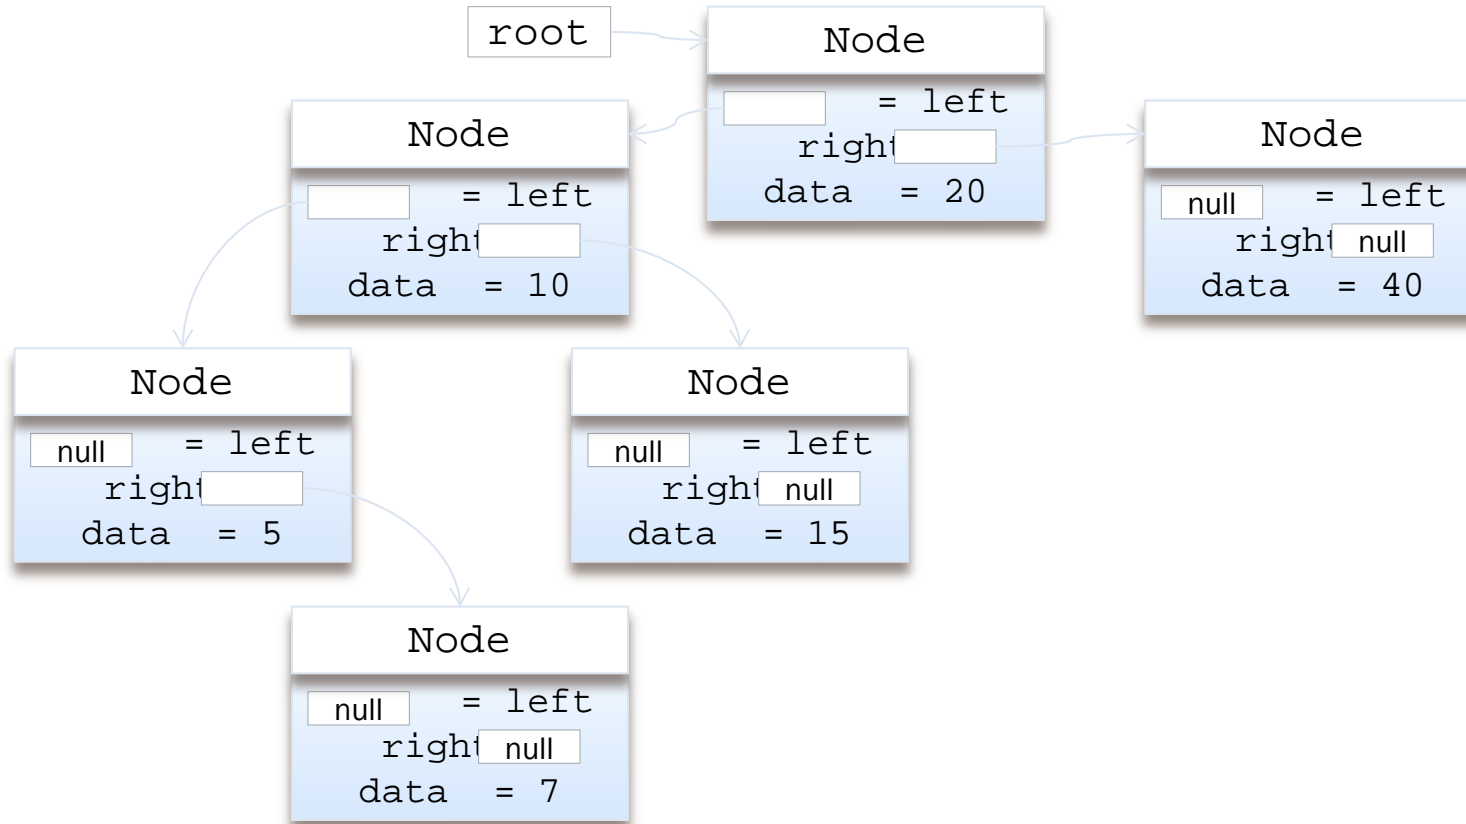 root
Node
= left
right
data = 20
Node
= left
right
data = 10
Node
null = left
right null
data = 40
Node
null = left
right
data = 5
Node
null = left
right null
data = 15
Node
null = left
right null
data = 7